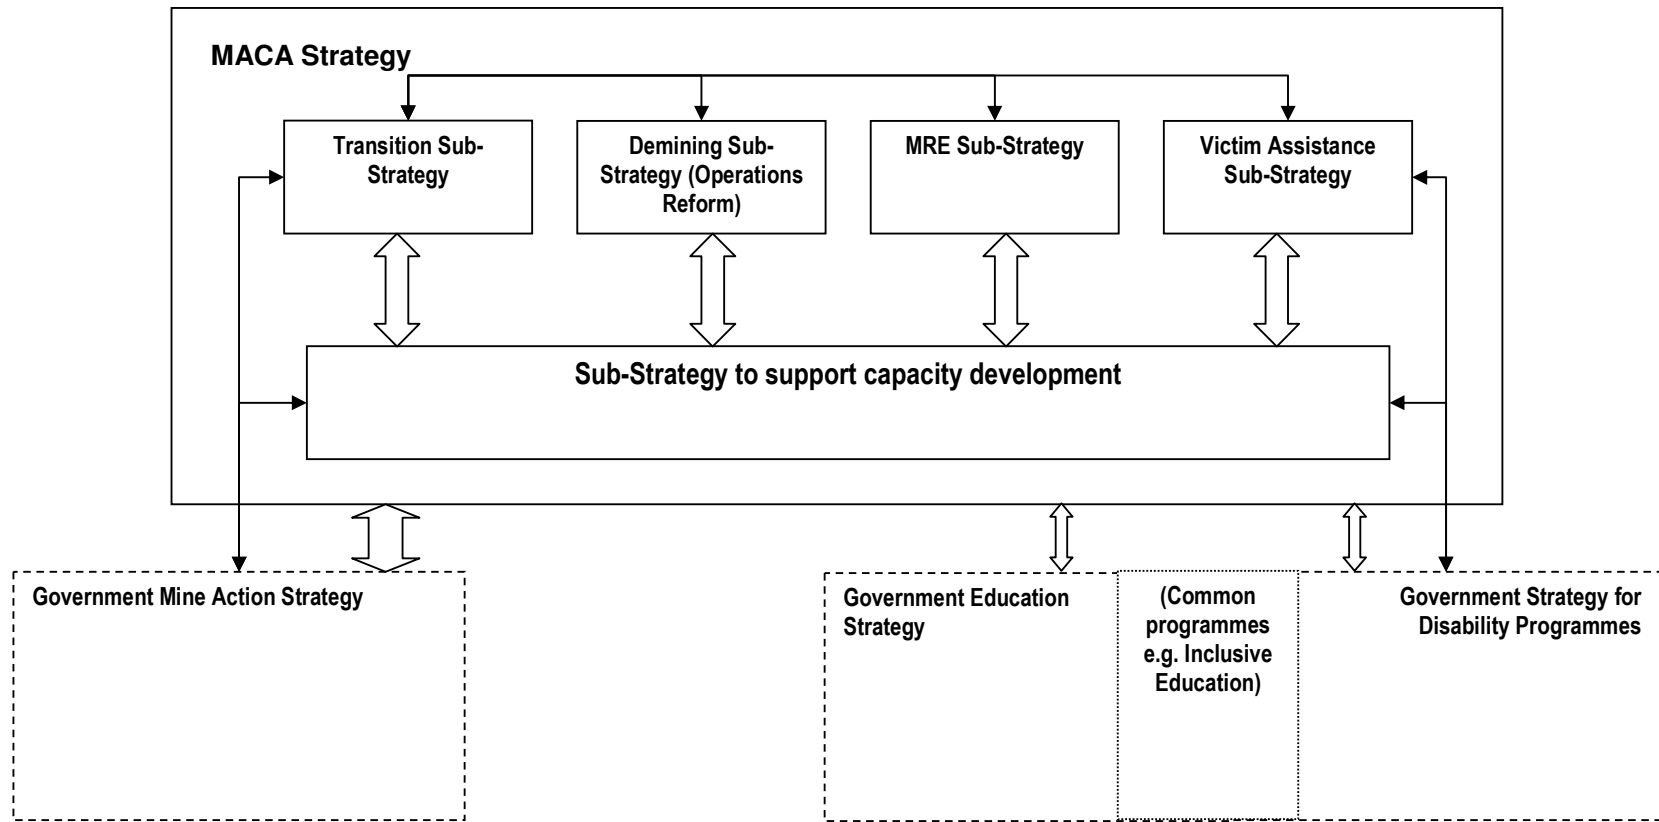 MACA Strategy
Transition Sub-
Strategy
Demining Sub-
Strategy (Operations
Reform)
MRE Sub-Strategy
Victim Assistance
Sub-Strategy
Sub-Strategy to support capacity development
Government Mine Action Strategy
Government Education
Strategy
(Common
programmes
e.g. Inclusive
Education)
Government Strategy for
Disability Programmes